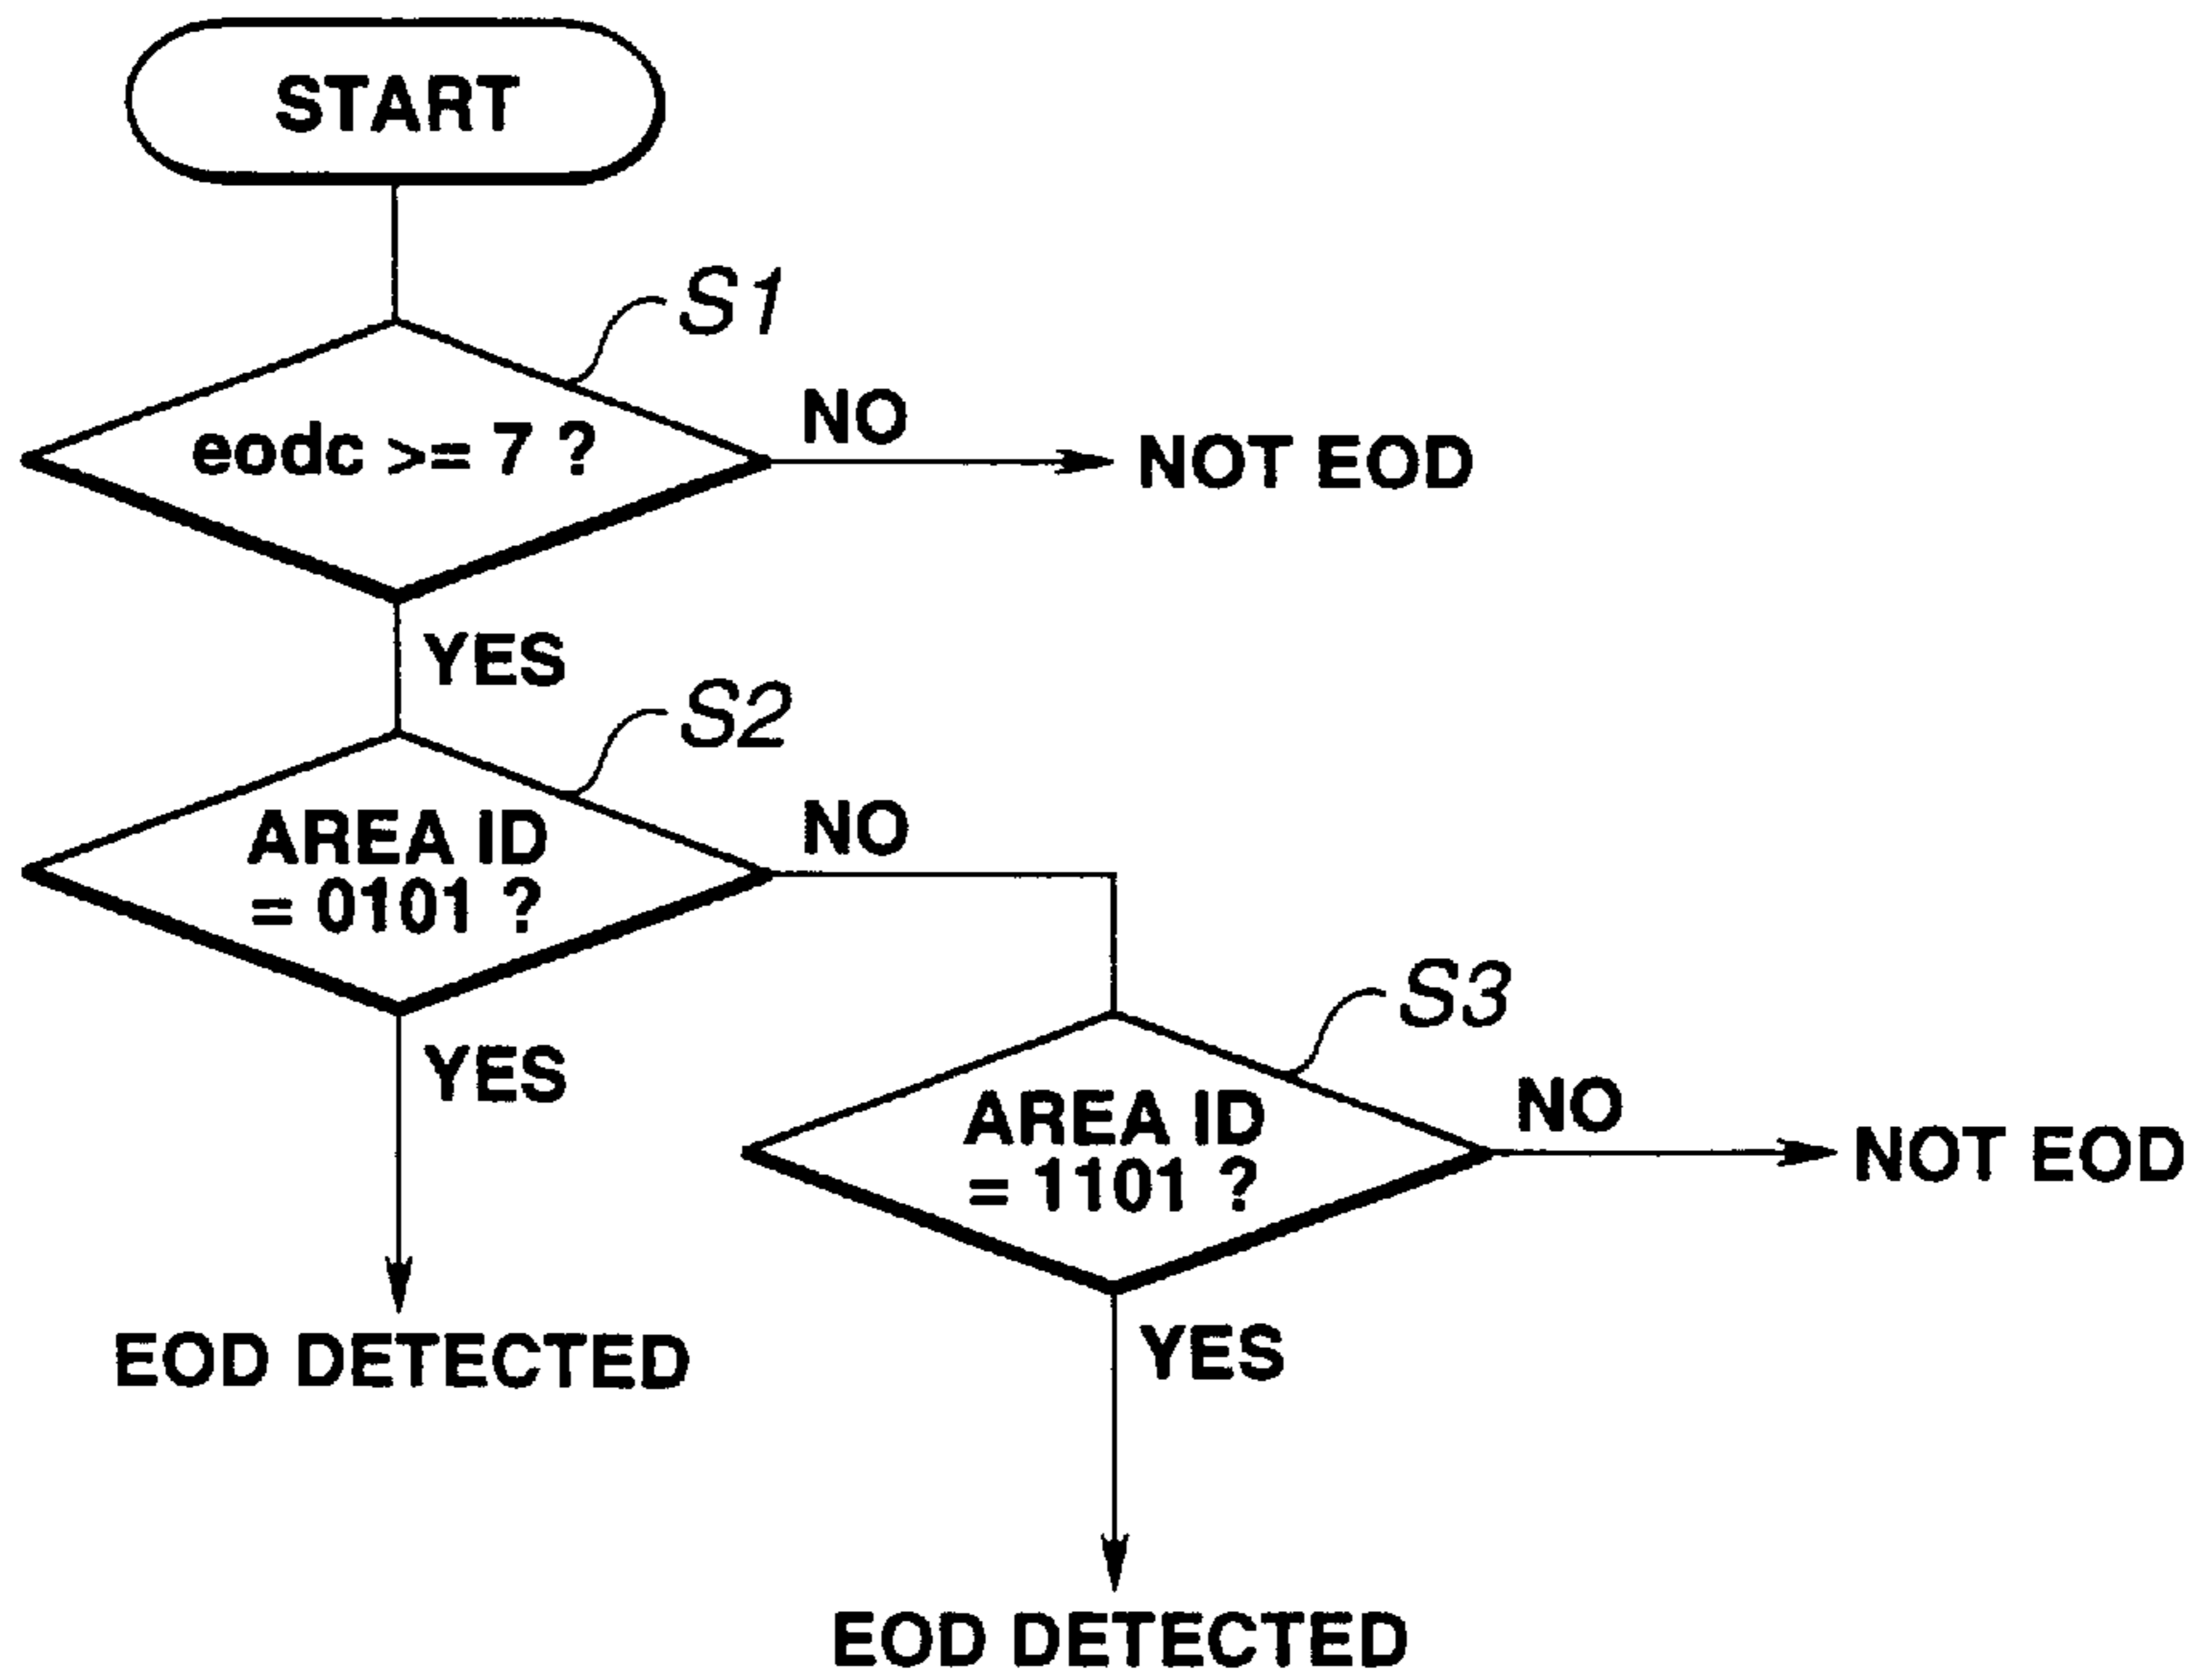 START
S1
eodc >= 7 ?
NO
NOT EOD
YES
S2
AREA ID
= 0101 ?
NO
YES
S3
AREA ID
= 1101 ?
NO
NOT EOD
EOD DETECTED
YES
EOD DETECTED